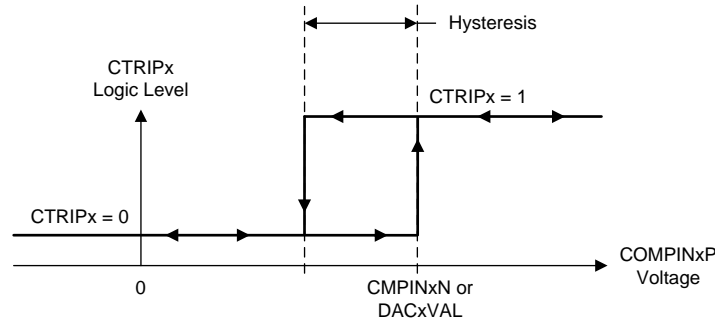 Hysteresis
CTRIPx
Logic Level
CTRIPx = 1
CTRIPx = 0
COMPINxP
Voltage
0
CMPINxN or
DACxVAL